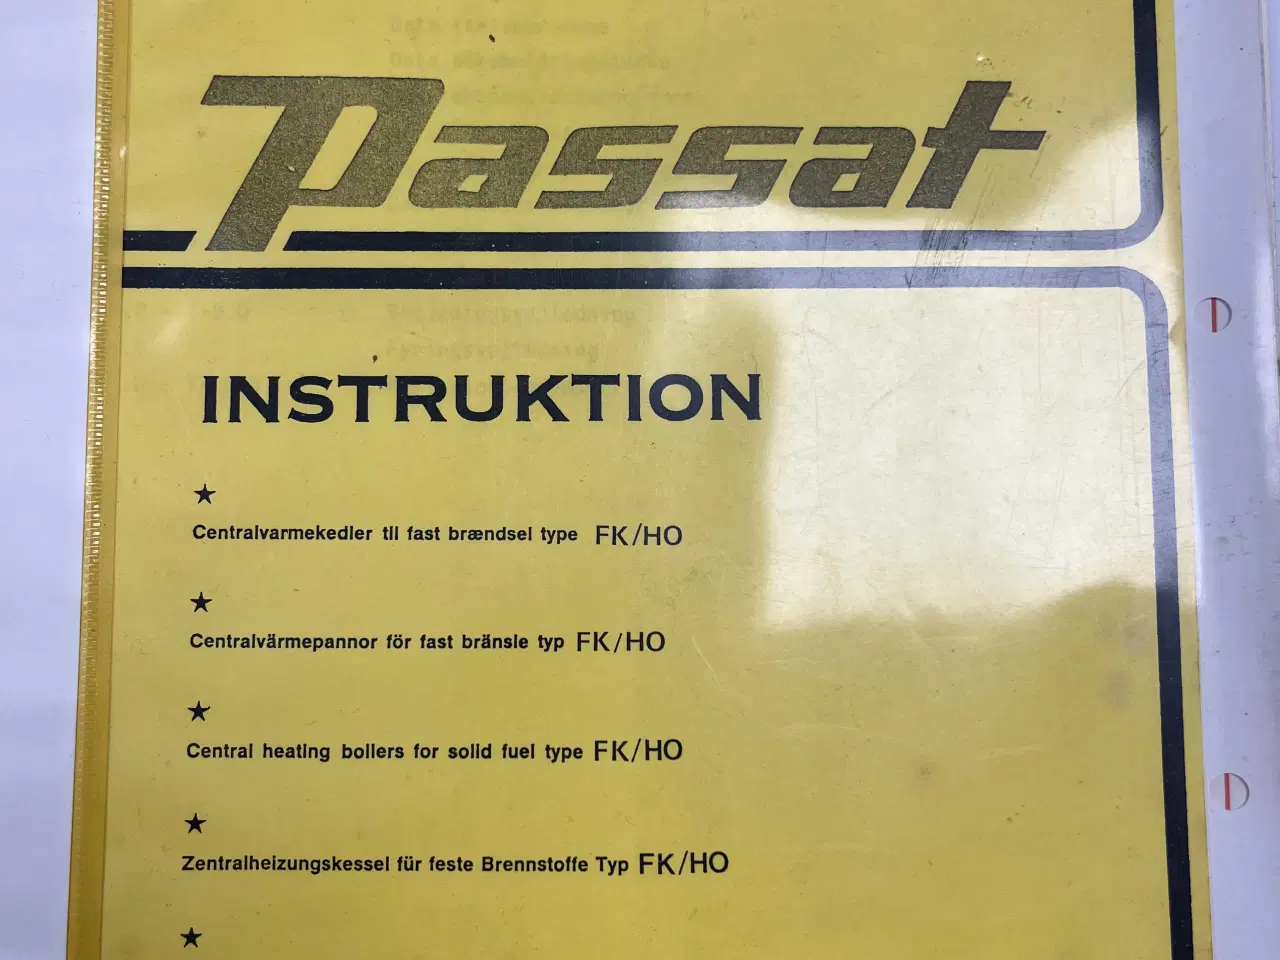 Passat
INSTRUKTION
Centralvarmekedler til fast brændsel type FK/HO
Centralvärmepannor för fast bränsle typ FK/HO
Central heating boilers for solid fuel type FK/HO
Zentralheizungskessel für feste Brennstoffe Typ FK/HO